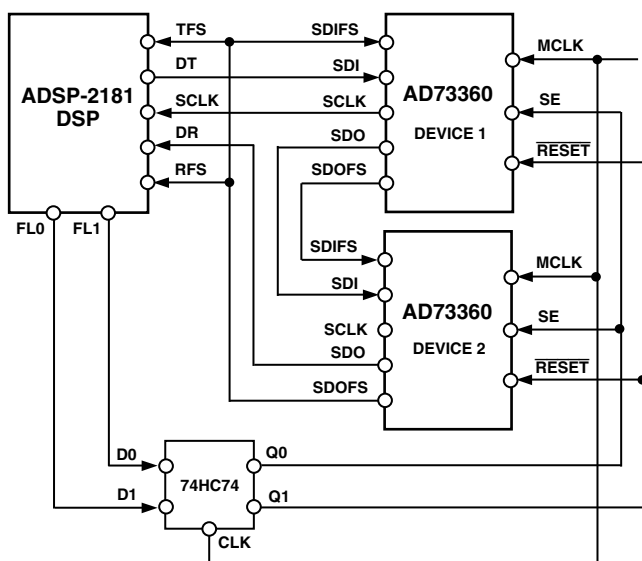 TFS SDIFS
MCLK
DT SDI
ADSP-2181
DSP
AD73360
SCLK SCLK SE
DEVICE 1
DR SDO
RESET
RFS SDOFS
FL0 FL1
SDIFS
MCLK
SDI
AD73360
SCLK SE
DEVICE 2
SDO
RESET
SDOFS
D0 Q0
74HC74
D1 Q1
CLK